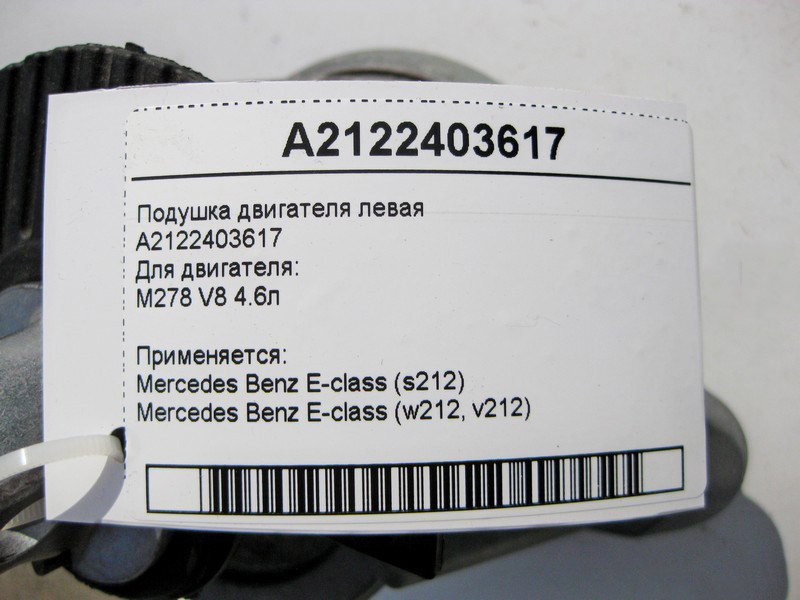 A2122403617
Подушка двигателя левая
A2122403617
Для двигателя:
M278 V8 4.6л
Применяется:
Mercedes Benz E-class (s212)
Mercedes Benz E-class (w212, v212)